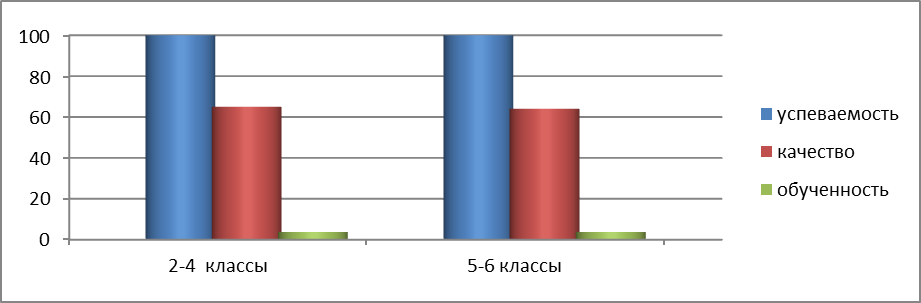 100
80
60
40
20
0
2-4  классы
5-6 классы
успеваемость
качество
обученность